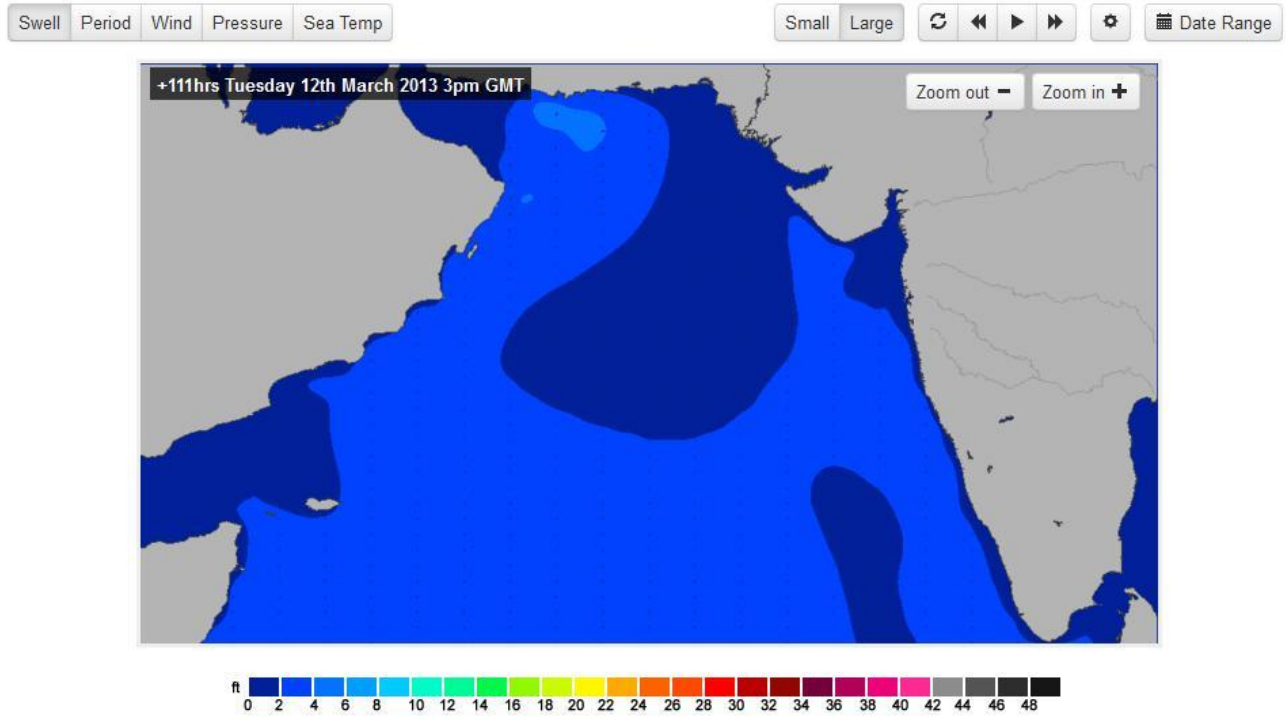 Swell Period Wind Pressure Sea Temp Small Large Date Range
+111hrs Tuesday 12th March 2013 3pm GMT Zoom out − Zoom in +
ft
0 2 4 6 8 10 12 14 16 18 20 22 24 26 28 30 32 34 36 38 40 42 44 46 48